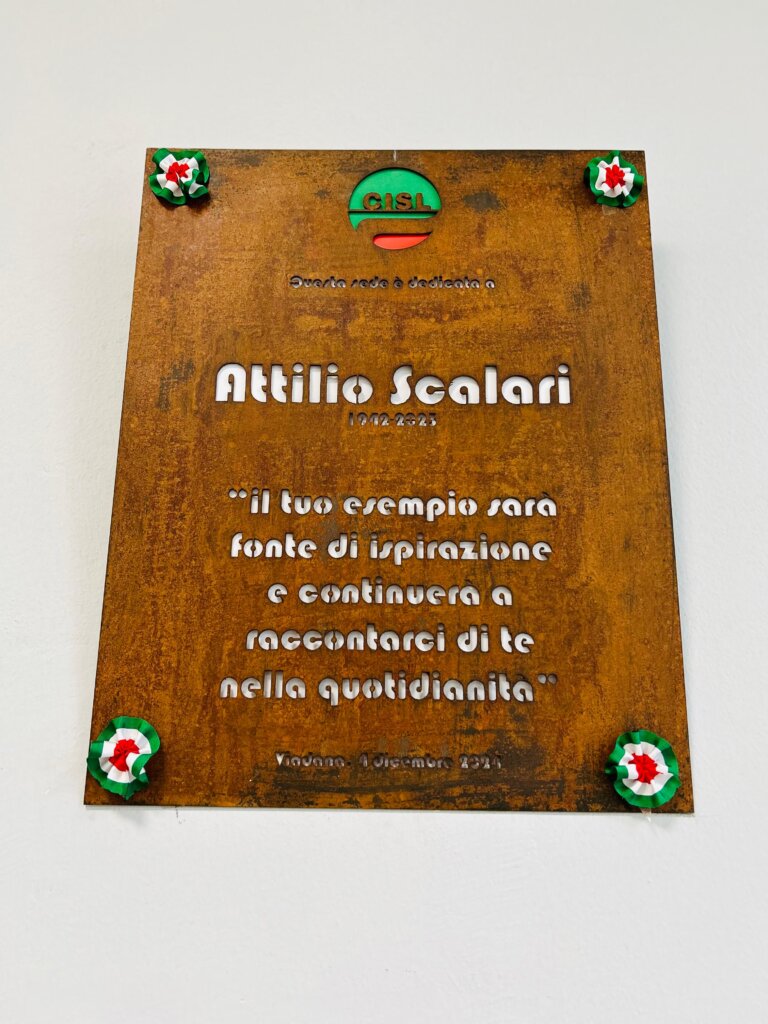 CISL
Questa sede è dedicata a
Attilio Scalari
1942-2023
"il tuo esempio sarà
fonte di ispirazione
e continuerà a
raccontarci di te
nella quotidianità"
Viadana, 4 dicembre 2024